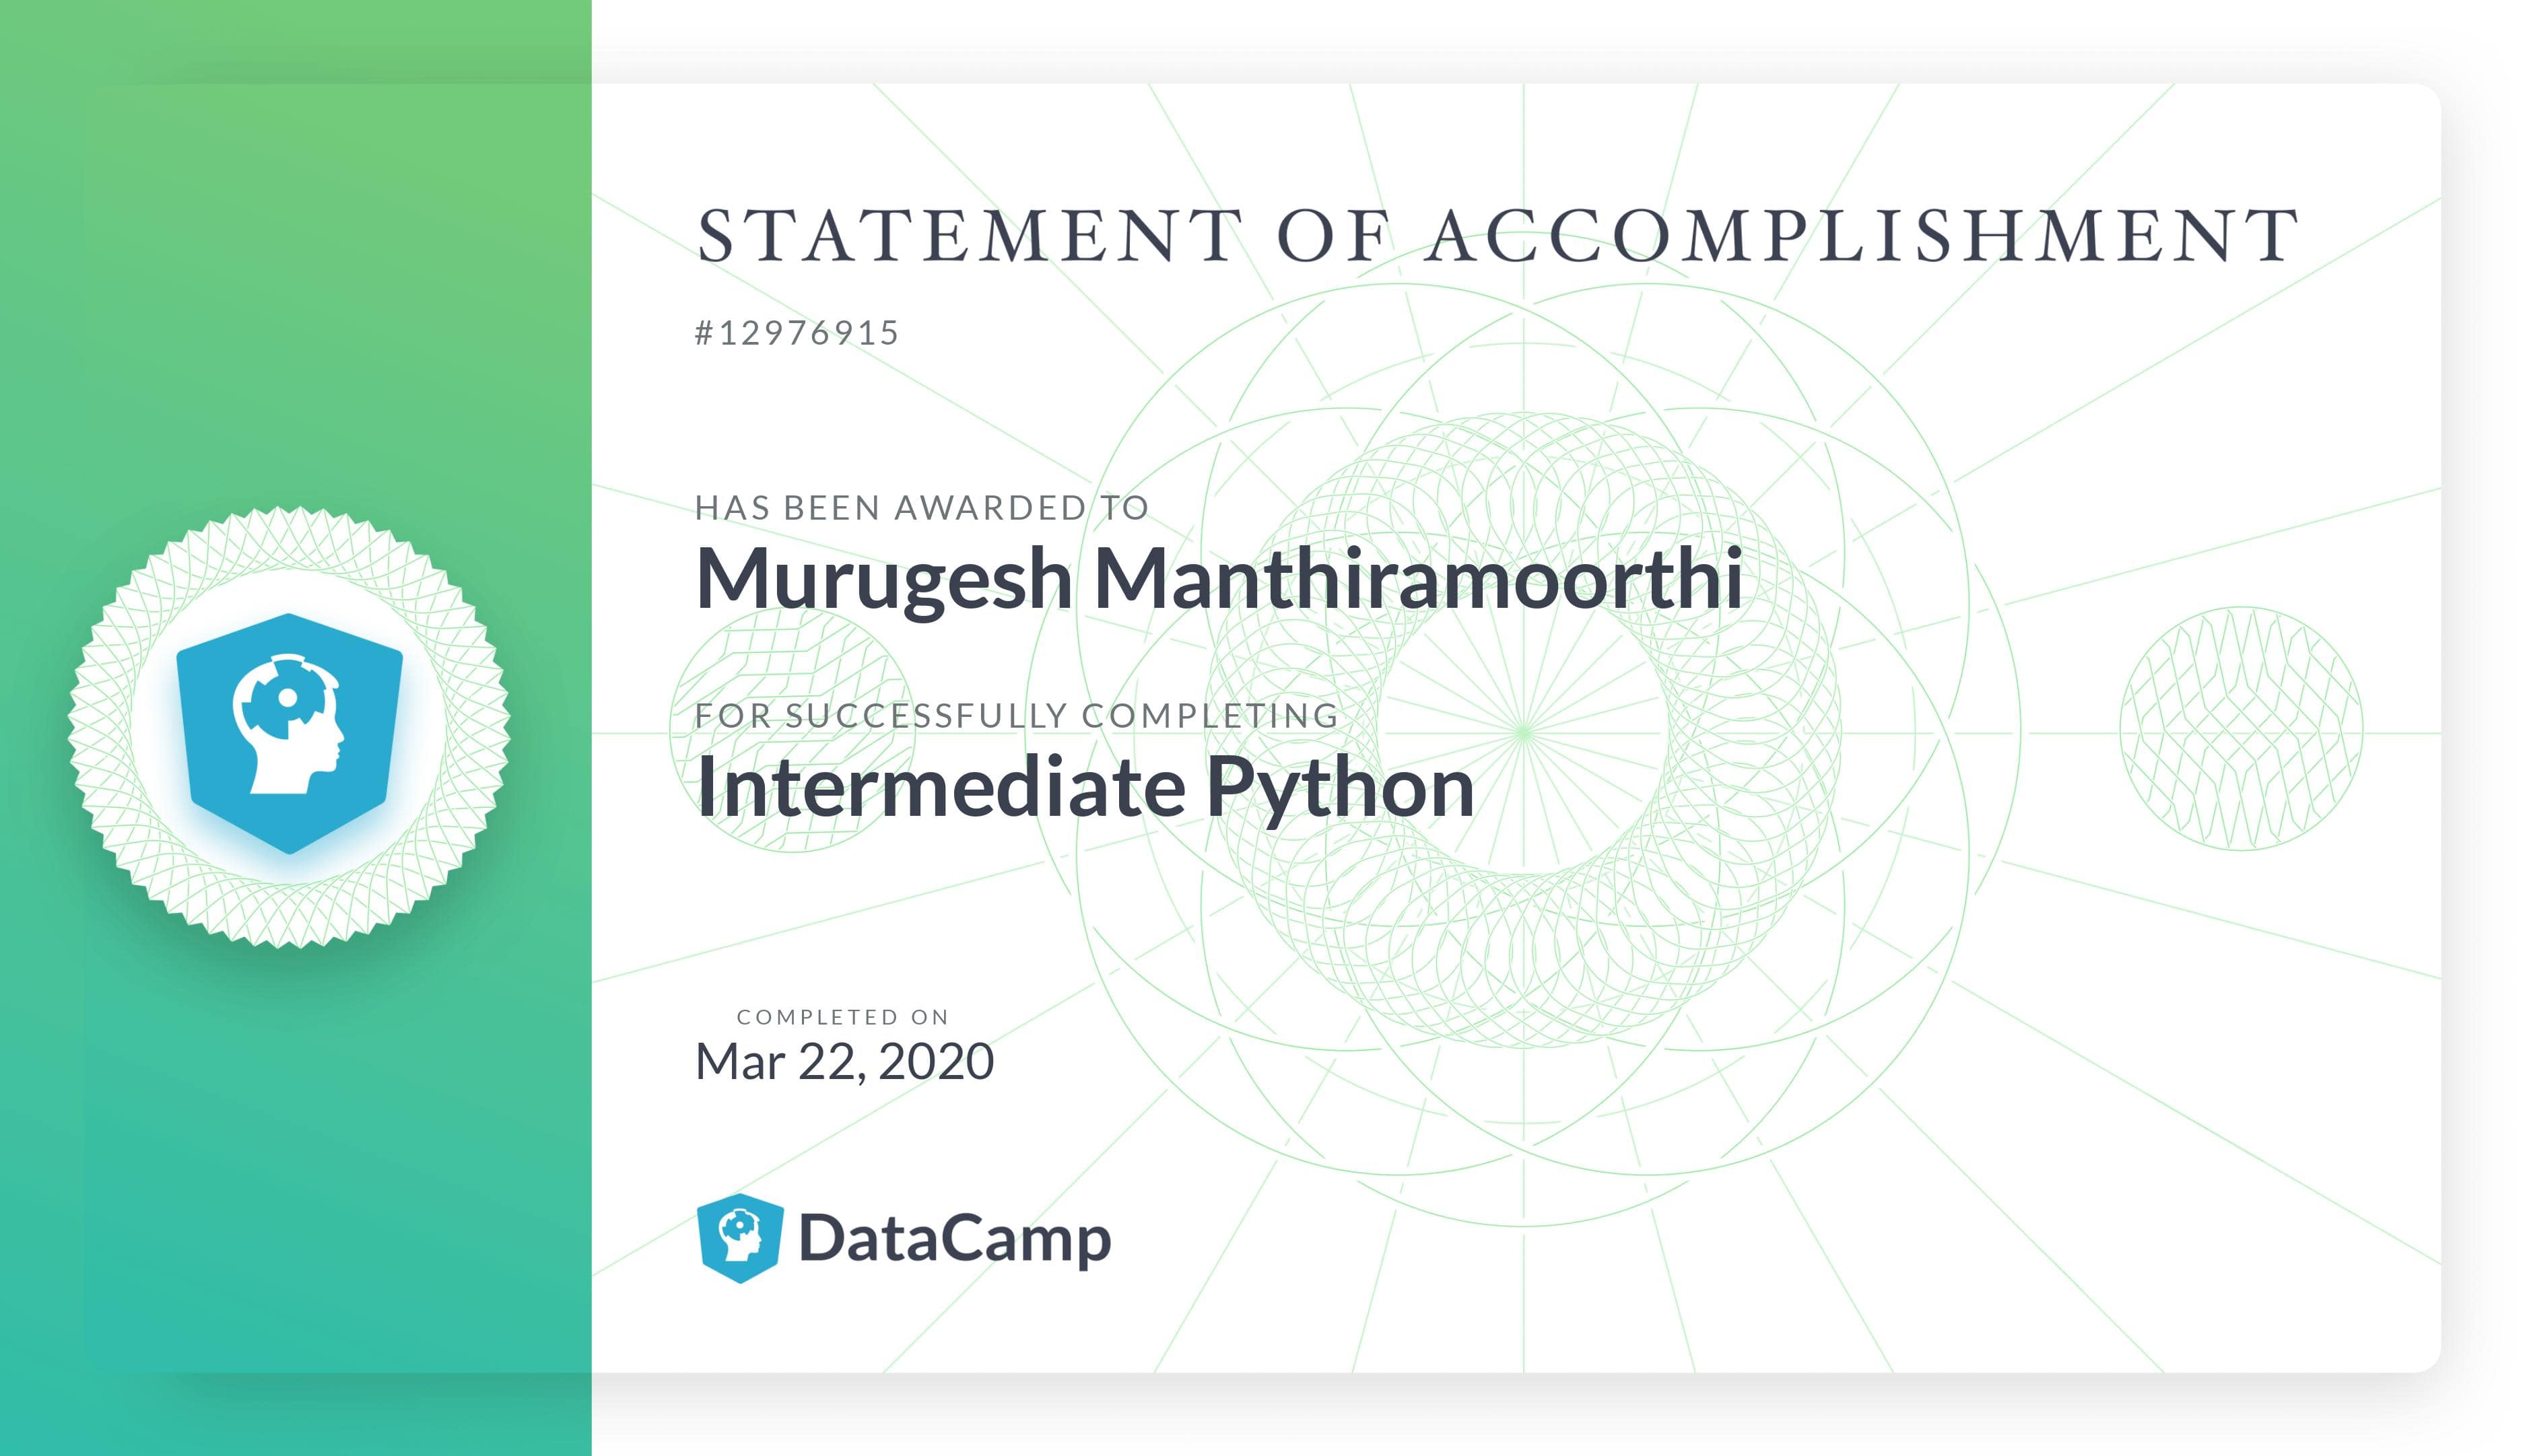 STATEMENT OF ACCOMPLISHMENT
#12976915
HAS BEEN AWARDED TO
Murugesh Manthiramoorthi
FOR SUCCESSFULLY COMPLETING
Intermediate Python
COMPLETED ON
Mar 22, 2020
DataCamp